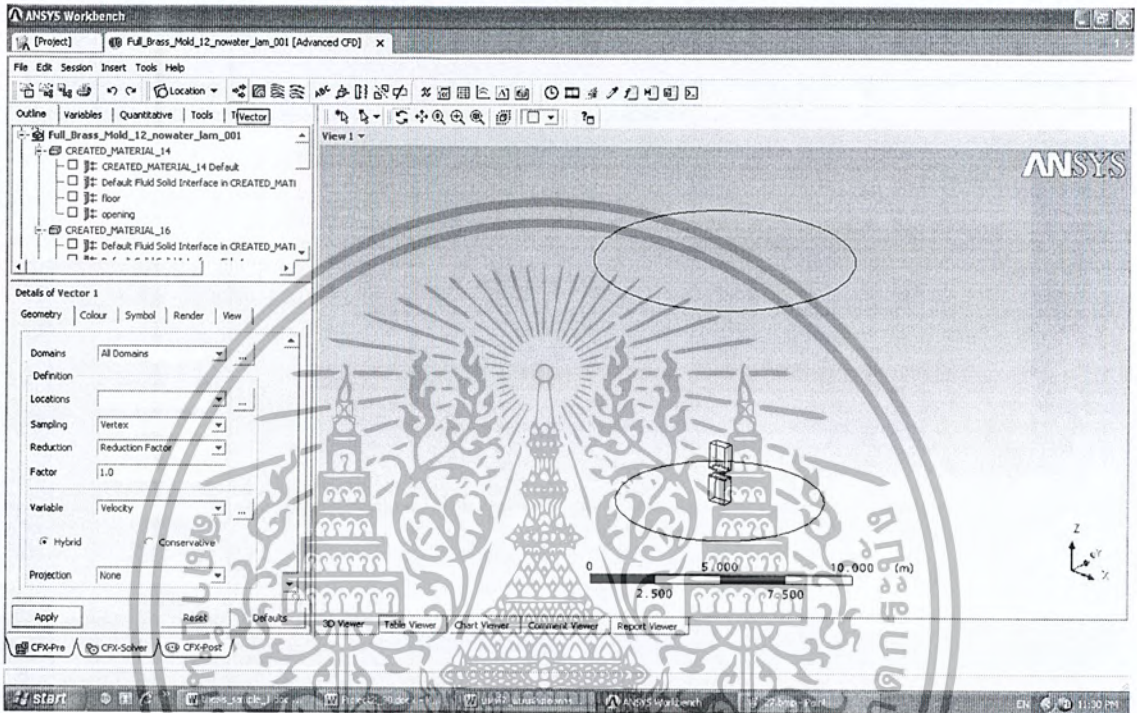 ANSYS Workbench
[Project] Full_Brass_Mold_12_nowater_lam_001 [Advanced CFD] x
File Edit Session Insert Tools Help
Location
Outline Variables Quantitative Tools T Vector
View 1
Full_Brass_Mold_12_nowater_lam_001
CREATED_MATERIAL_14
CREATED_MATERIAL_14 Default
Default Fluid Solid Interface in CREATED_MATI
floor
opening
CREATED_MATERIAL_16
Default Fluid Solid Interface in CREATED_MATI
ANSYS
Details of Vector 1
Geometry Colour Symbol Render View
Domains All Domains ...
Definition
Locations ...
Sampling Vertex
Reduction Reduction Factor
Factor 1.0
Variable Velocity ...
Hybrid Conservative
Projection None
Apply Reset Defaults
0 5.000 10.000 (m)
2.500 7.500
Z
Y
X
3D Viewer Table Viewer Chart Viewer Comment Viewer Report Viewer
CFX-Pre CFX-Solver CFX-Post
start
ANSYS Workbench
EN 11:30 PM